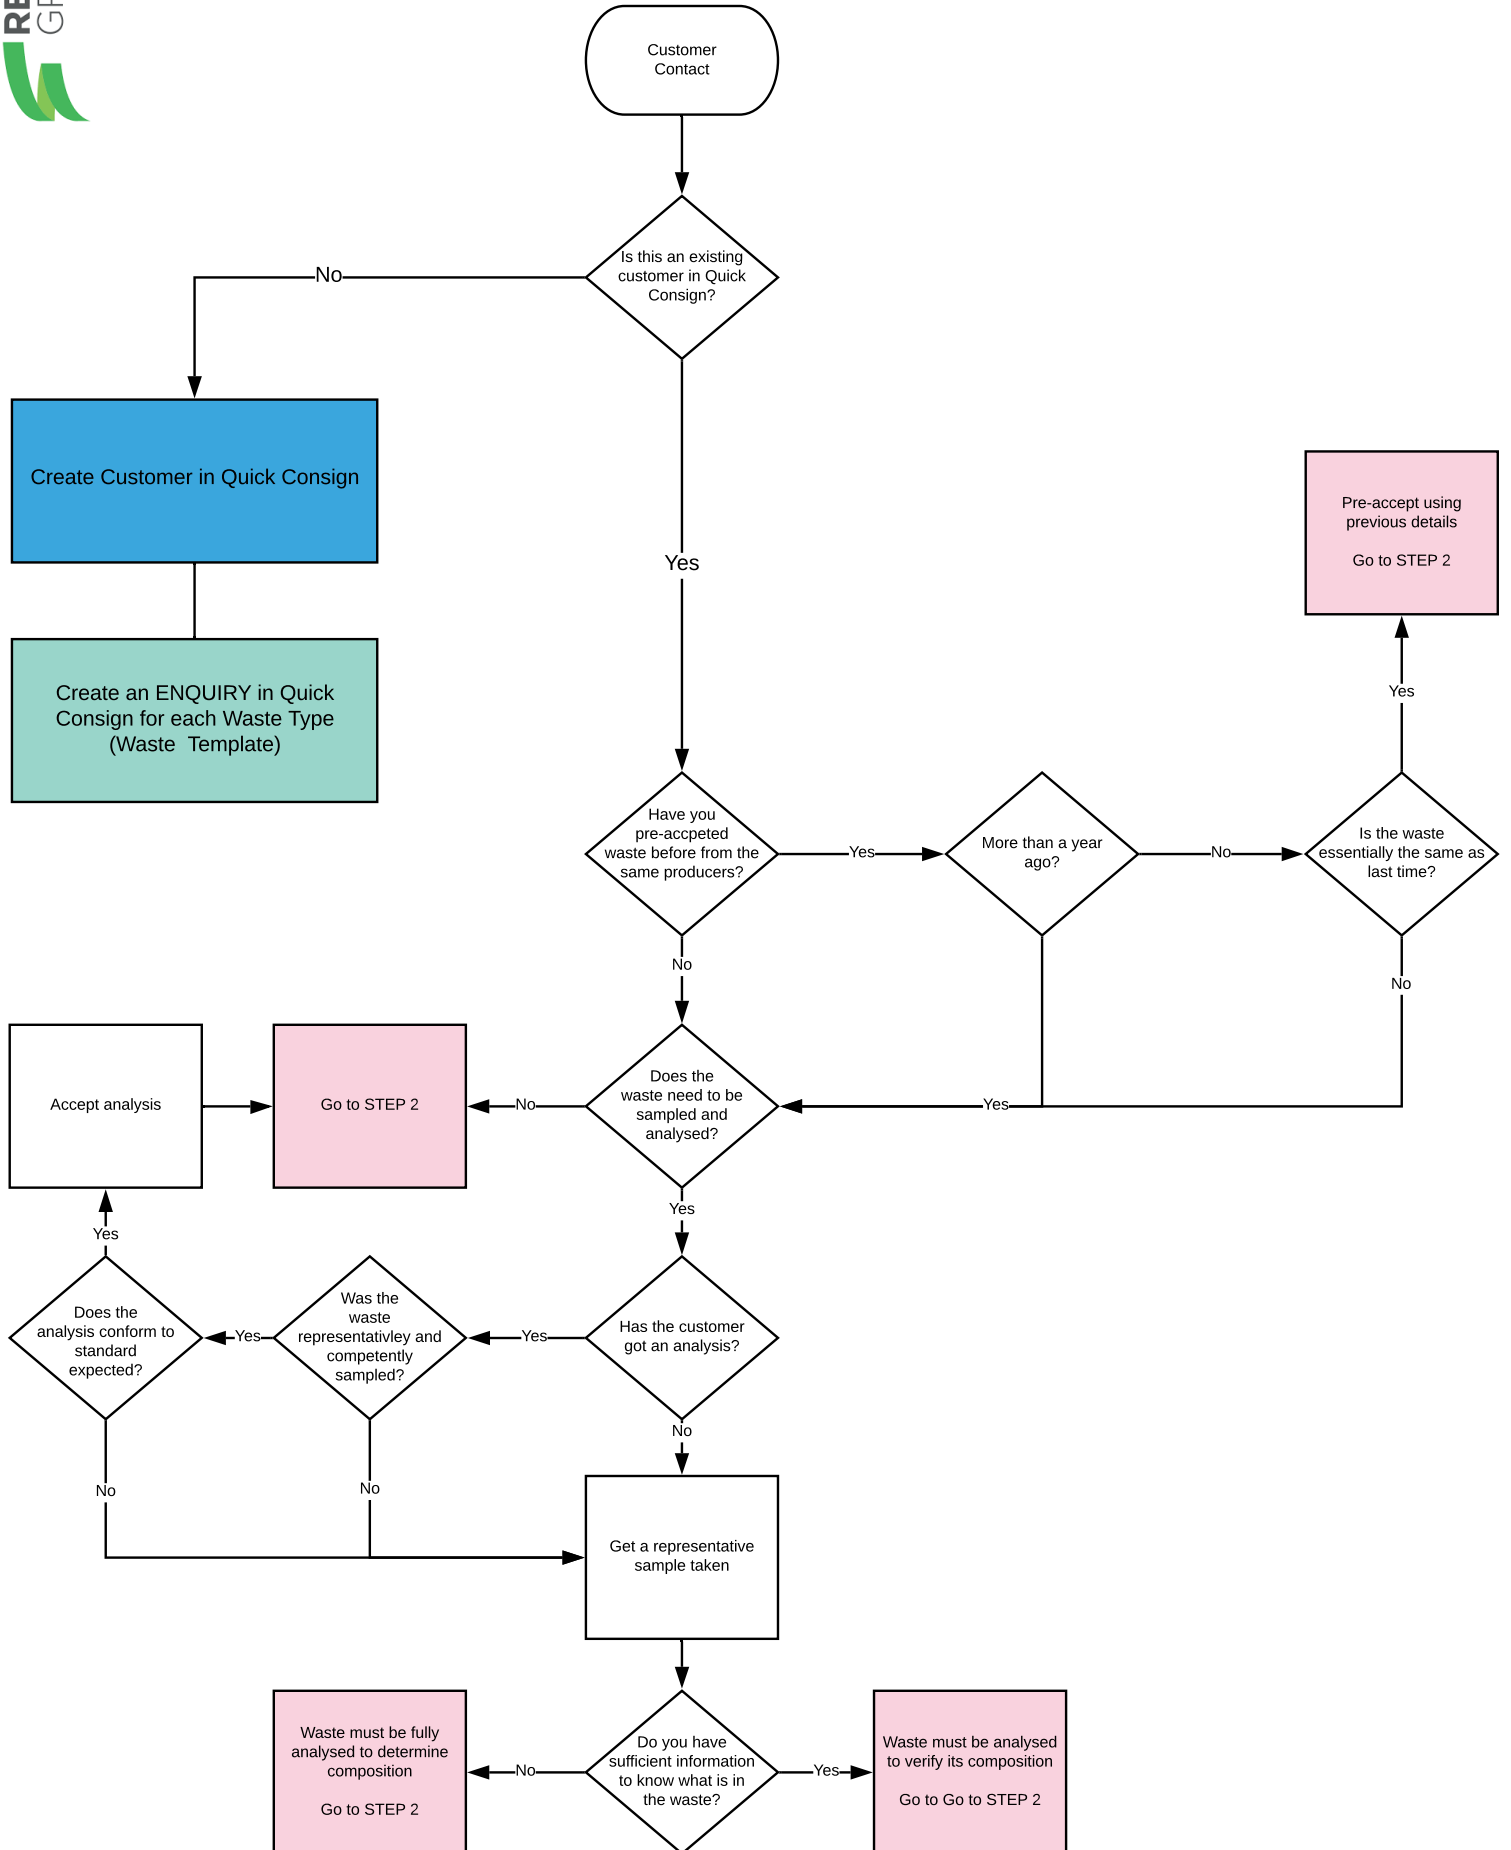 Customer
Contact
Is this an existing
customer in Quick
Consign?
No
Create Customer in Quick Consign
Yes
Pre-accept using
previous details
Go to STEP 2
Create an ENQUIRY in Quick
Consign for each Waste Type
(Waste  Template)
Yes
Have you
pre-accpeted
waste before from the
same producers?
Yes
More than a year
ago?
No
Is the waste
essentially the same as
last time?
No
No
Accept analysis
Go to STEP 2
No
Does the
waste need to be
sampled and
analysed?
Yes
Yes
Yes
Does the
analysis conform to
standard
expected?
Yes
Was the
waste
representativley and
competently
sampled?
Yes
Has the customer
got an analysis?
No
No
No
Get a representative
sample taken
Waste must be fully
analysed to determine
composition
Go to STEP 2
No
Do you have
sufficient information
to know what is in
the waste?
Yes
Waste must be analysed
to verify its composition
Go to Go to STEP 2